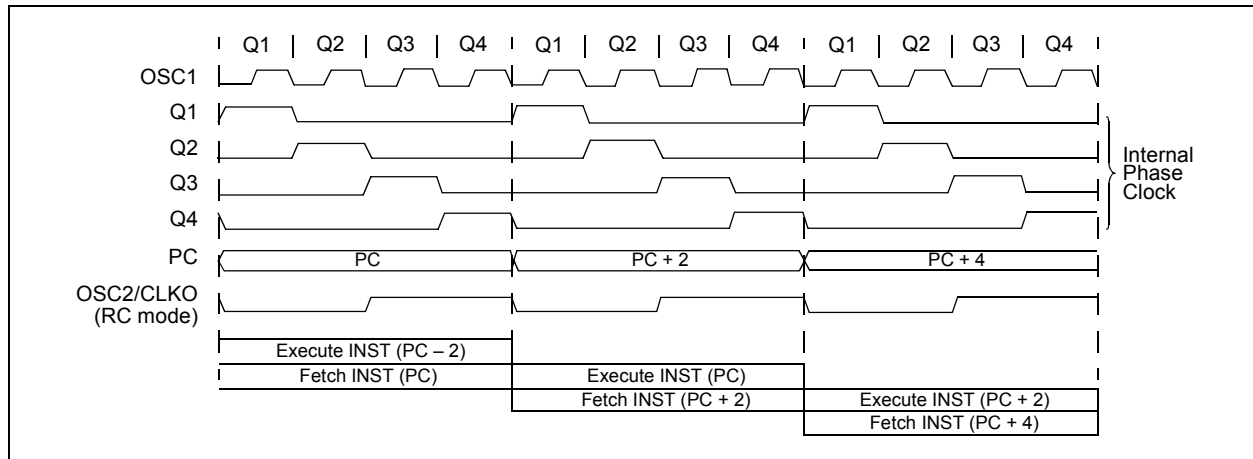 Q1 | Q2 | Q3 | Q4 | Q1 | Q2 | Q3 | Q4 | Q1 | Q2 | Q3 | Q4
OSC1
Q1
Q2
Q3
Q4
Internal
Phase
Clock
PC PC PC + 2 PC + 4
OSC2/CLKO
(RC mode)
Execute INST (PC – 2)
Fetch INST (PC) Execute INST (PC)
Fetch INST (PC + 2) Execute INST (PC + 2)
Fetch INST (PC + 4)